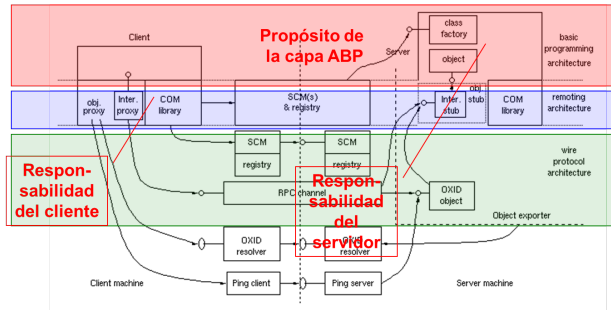 Client
Propósito de
la capa ABP
Server
class
factory
object
basic
programming
architecture
obj.
proxy
Inter.
proxy
COM
library
SCM(s)
& registry
Inter.
stub
obj
stub
COM
library
remoting
architecture
SCM
registry
SCM
registry
wire
protocol
architecture
Respon-
sabilidad
del cliente
RPC channel
Respon-
sabilidad
del
servidor
OXID
object
Object exporter
OXID
resolver
OXID
resolver
Client machine
Ping client
Ping server
Server machine